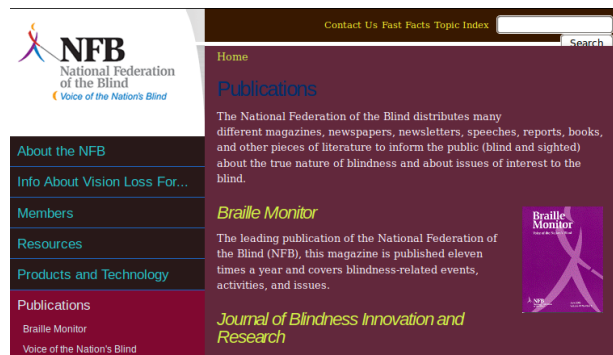 Contact Us Fast Facts Topic Index
Search
NFB
National Federation
of the Blind
Voice of the Nation's Blind
Home
Publications
The National Federation of the Blind distributes many
different magazines, newspapers, newsletters, speeches, reports, books,
and other pieces of literature to inform the public (blind and sighted)
about the true nature of blindness and about issues of interest to the
blind.
About the NFB
Info About Vision Loss For...
Members
Resources
Products and Technology
Publications
Braille Monitor
Voice of the Nation's Blind
Braille Monitor
The leading publication of the National Federation of
the Blind (NFB), this magazine is published eleven
times a year and covers blindness-related events,
activities, and issues.
Braille
Monitor
Voice of the Nation's Blind
NFB
Journal of Blindness Innovation and
Research